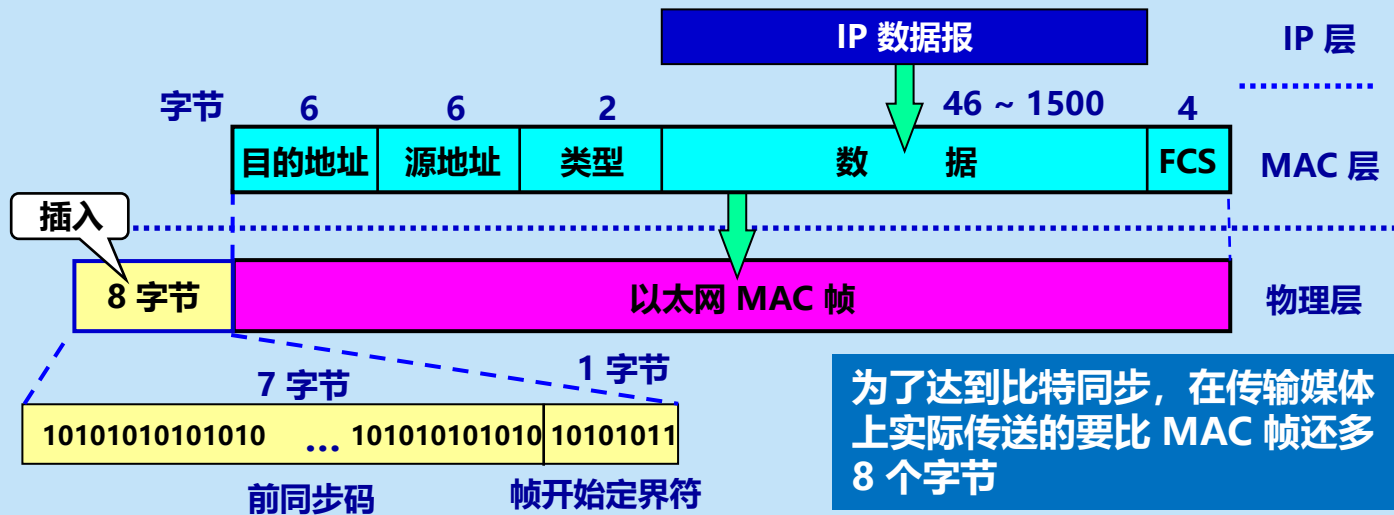 IP 数据报
IP 层
字节 6 6 2 46 ~ 1500 4
目的地址 源地址 类型 数 据 FCS
MAC 层
插入
8 字节
以太网 MAC 帧
物理层
7 字节
1 字节
10101010101010 ... 101010101010 10101011
前同步码
帧开始定界符
为了达到比特同步，在传输媒体
上实际传送的要比 MAC 帧还多
8 个字节